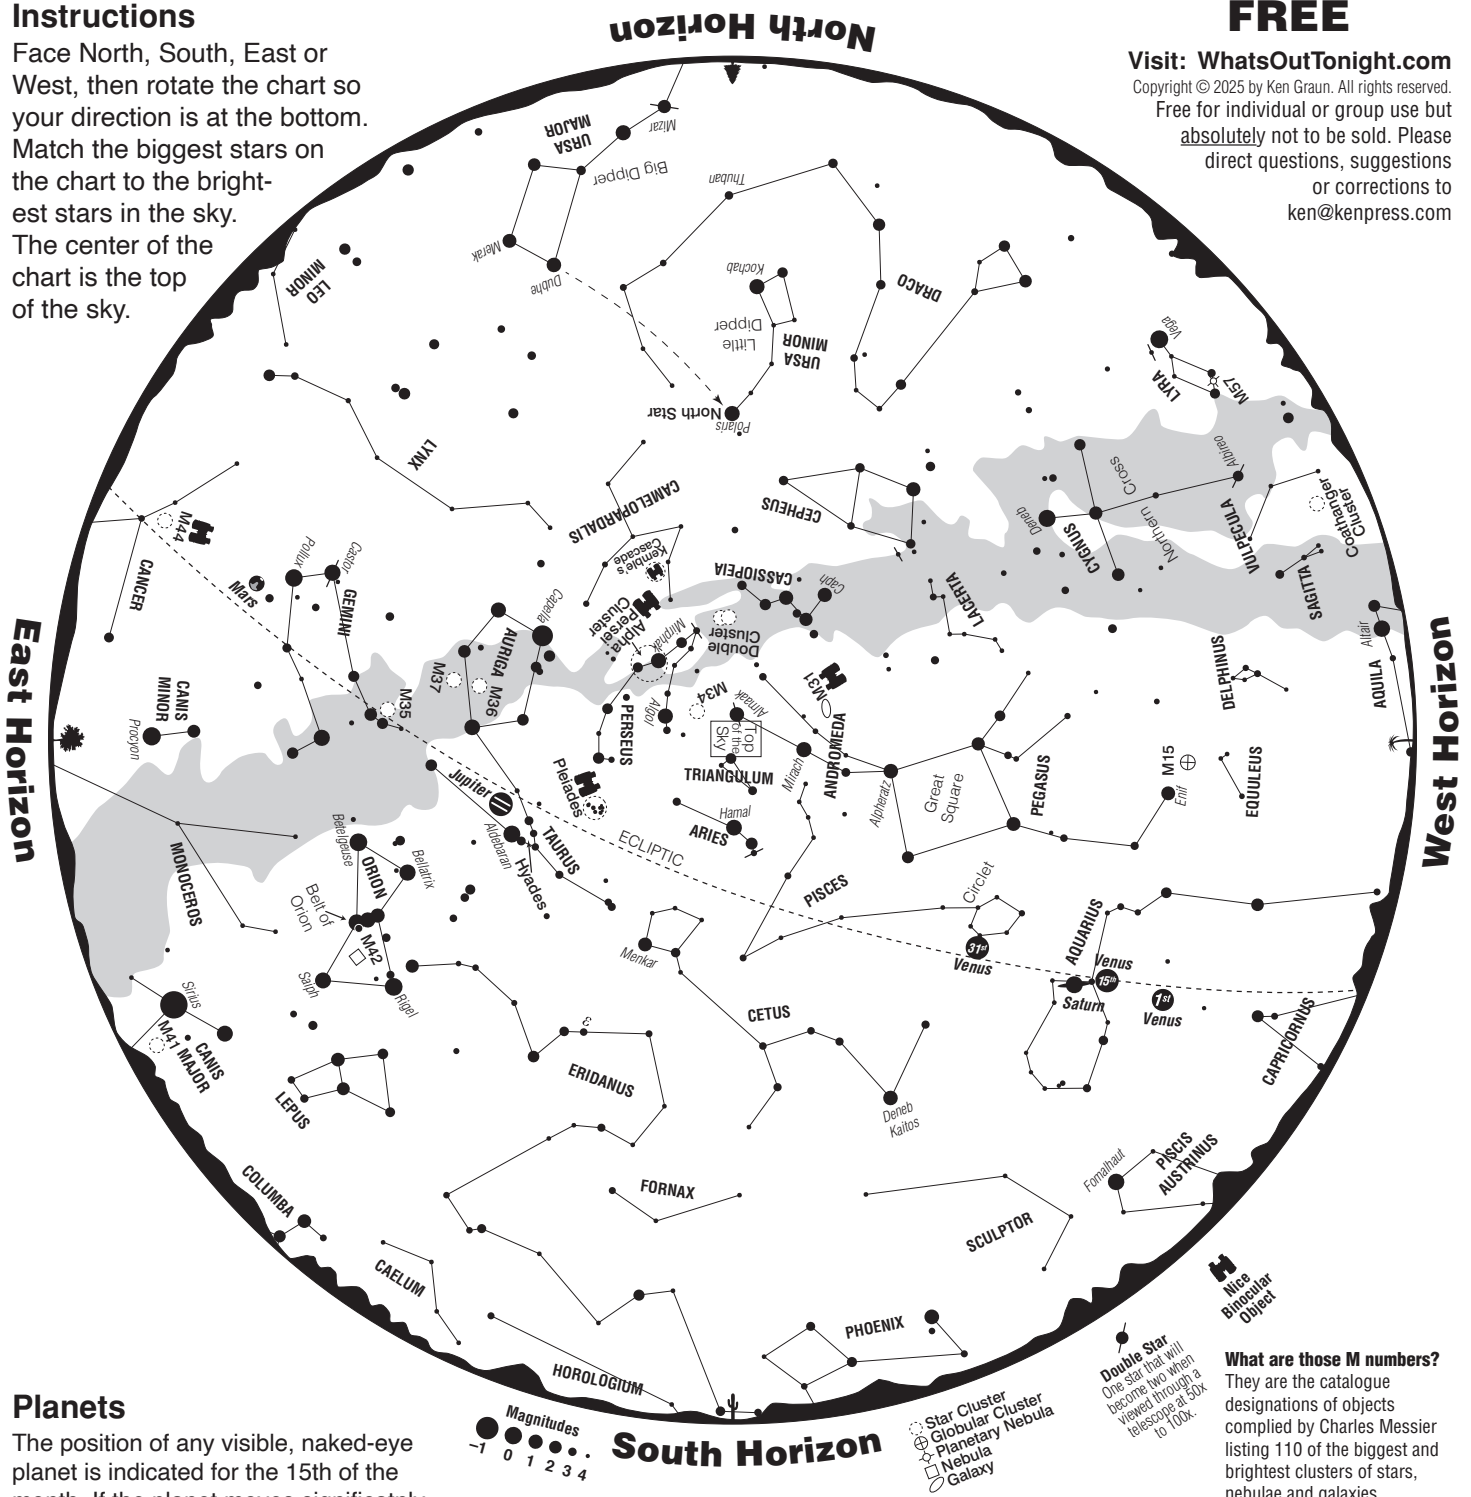 Instructions
Face North, South, East or
West, then rotate the chart so
your direction is at the bottom.
Match the biggest stars on
the chart to the bright-
est stars in the sky.
The center of the
chart is the top
of the sky.
North Horizon
FREE
Visit: WhatsOutTonight.com
Copyright © 2025 by Ken Graun. All rights reserved.
Free for individual or group use but
absolutely not to be sold. Please
direct questions, suggestions
or corrections to
ken@kenpress.com
URSA
MAJOR
Mizar
Big Dipper
Merak
Dubhe
Thuban
LEO
MINOR
Kochab
Little
Dipper
URSA
MINOR
DRACO
North Star
Polaris
Vega
LYRA
M57
LYNX
CAMELOPARDALIS
CEPHEUS
Deneb
CYGNUS
Northern
Cross
Albireo
VULPECULA
Coathanger
Cluster
SAGITTA
M44
CANCER
Mars
Pollux
Castor
GEMINI
Kemble's
Cascade
CASSIOPEIA
Caph
LACERTA
Capella
AURIGA
M37
M36
M35
Alpha
Persei
Cluster
Mirphak
Double
Cluster
Altair
AQUILA
DELPHINUS
East Horizon
West Horizon
CANIS
MINOR
Procyon
PERSEUS
Algol
M34
Almaak
Top
of the
Sky
M31
ANDROMEDA
Mirach
TRIANGULUM
Alpheratz
Great
Square
PEGASUS
M15
Enif
EQUULEUS
Jupiter
Pleiades
Aldebaran
Hyades
TAURUS
Hamal
ARIES
ECLIPTIC
MONOCEROS
Betelgeuse
Bellatrix
ORION
Belt of
Orion
M42
Saiph
Rigel
PISCES
Circlet
Menkar
AQUARIUS
31st
Venus
Venus
15th
Saturn
1st
Venus
Sirius
M41
CANIS
MAJOR
CETUS
ε
ERIDANUS
LEPUS
CAPRICORNUS
Deneb
Kaitos
Fomalhaut
PISCIS
AUSTRINUS
COLUMBA
FORNAX
SCULPTOR
CAELUM
HOROLOGIUM
PHOENIX
Nice
Binocular
Object
Double Star
One star that will
become two when
viewed through a
telescope at 50x
to 100x.
What are those M numbers?
They are the catalogue
designations of objects
complied by Charles Messier
listing 110 of the biggest and
brightest clusters of stars,
nebulae and galaxies.
Planets
The position of any visible, naked-eye
planet is indicated for the 15th of the
month. If the planet moves significantly
Magnitudes
–1 0 1 2 3 4
South Horizon
Star Cluster
Globular Cluster
Planetary Nebula
Nebula
Galaxy